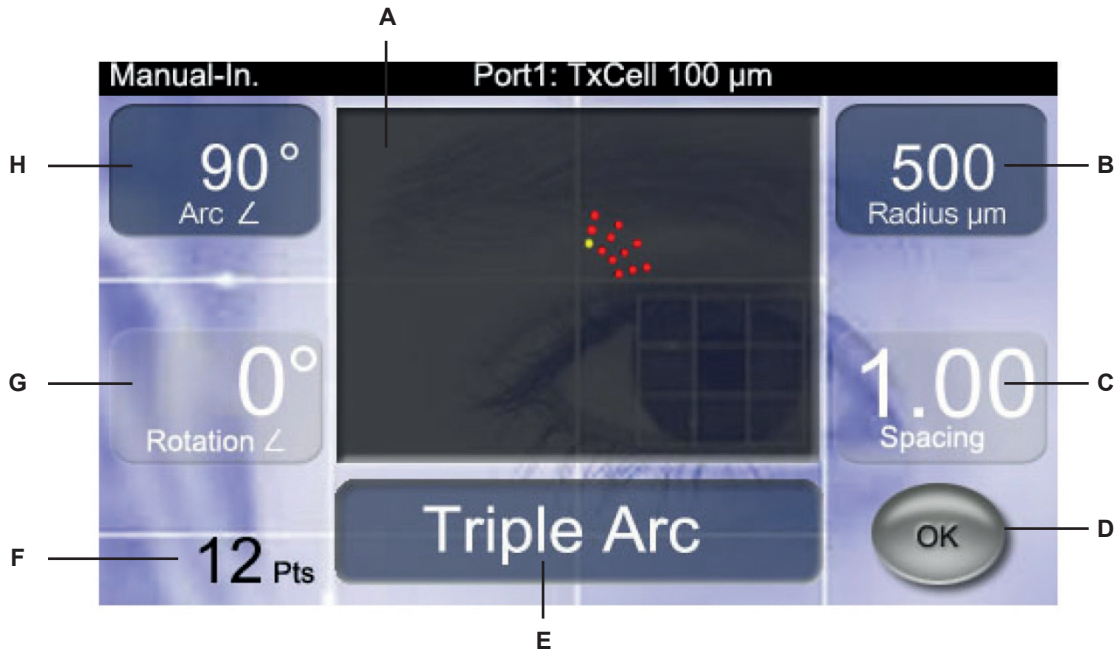 A
Manual-In. Port1: TxCell 100 µm
H
90°
Arc ∠
500
Radius µm
B
G
0°
Rotation ∠
1.00
Spacing
C
F
12 Pts
Triple Arc
OK
D
E